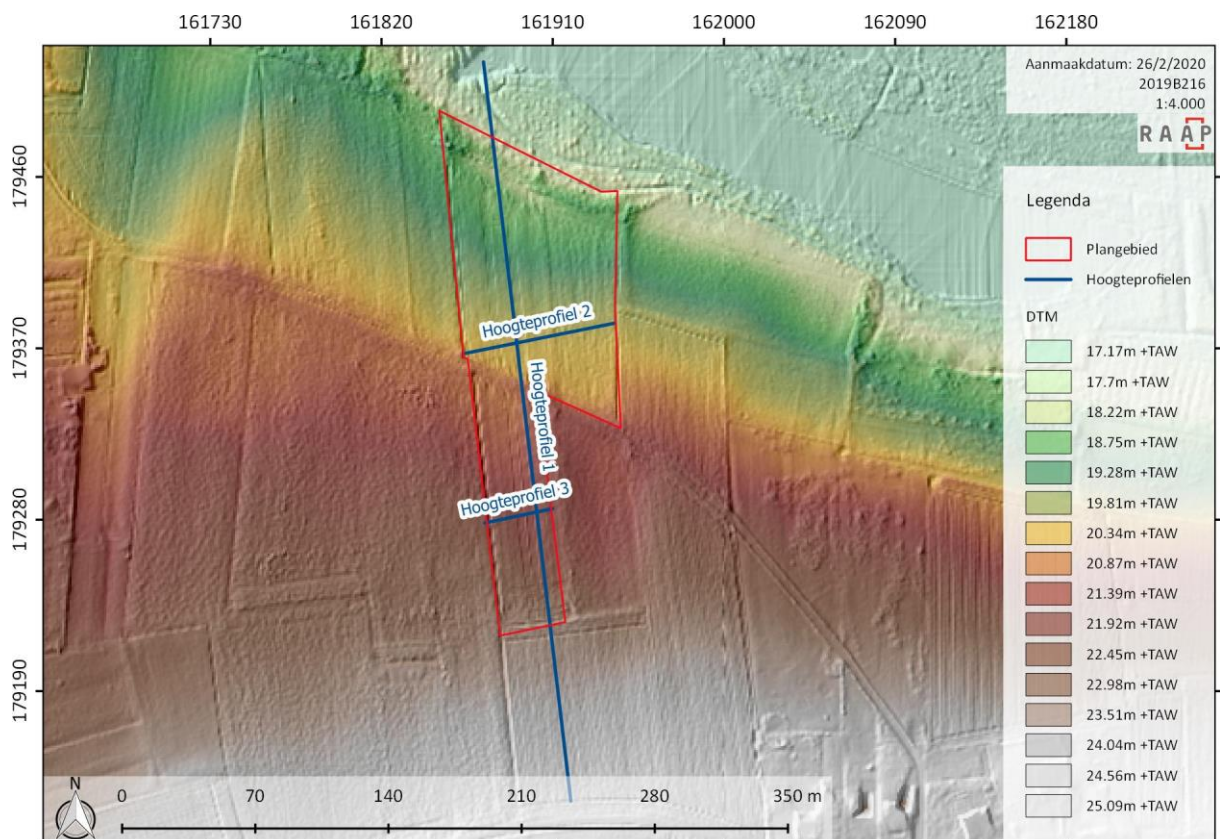 161730 161820 161910 162000 162090 162180
Aanmaakdatum: 26/2/2020
2019B216
1:4.000
RAAP
179460
179370
179280
179190
Hoogteprofiel 2
Hoogteprofiel 1
Hoogteprofiel 3
Legenda
Plangebied
Hoogteprofielen
DTM
17.17m +TAW
17.7m +TAW
18.22m +TAW
18.75m +TAW
19.28m +TAW
19.81m +TAW
20.34m +TAW
20.87m +TAW
21.39m +TAW
21.92m +TAW
22.45m +TAW
22.98m +TAW
23.51m +TAW
24.04m +TAW
24.56m +TAW
25.09m +TAW
N
0 70 140 210 280 350 m